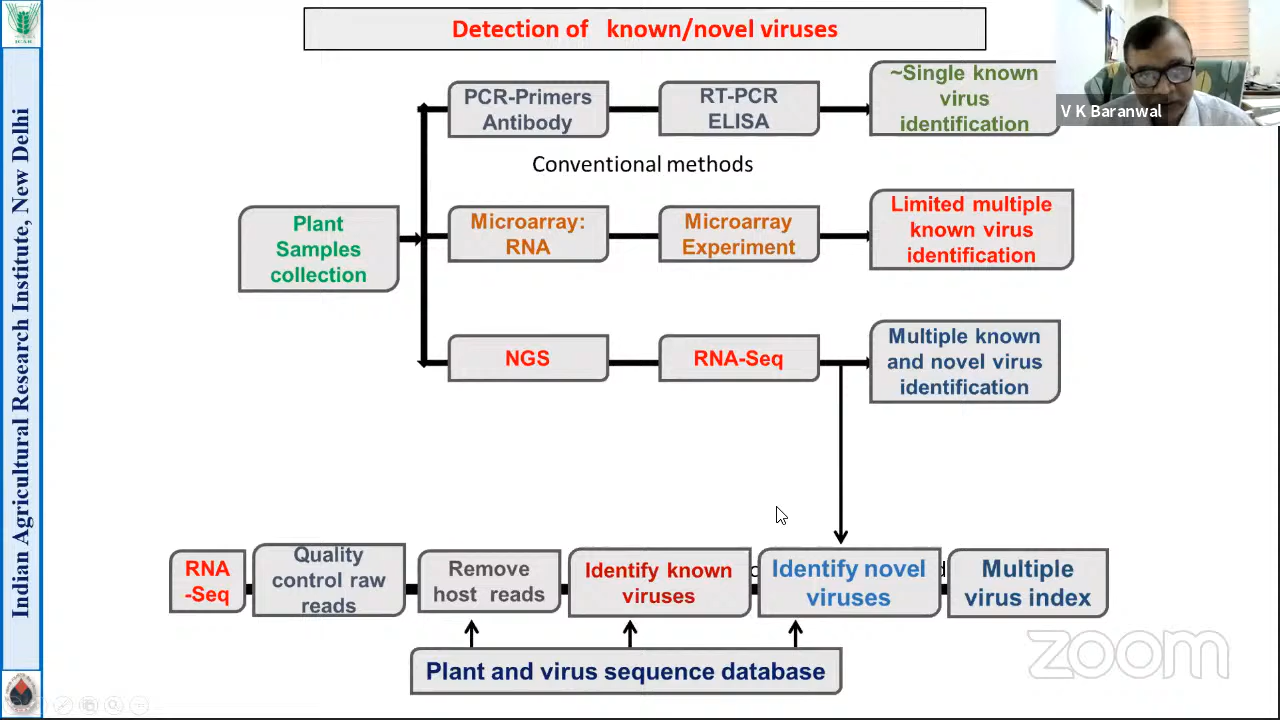 Detection of known/novel viruses
Indian Agricultural Research Institute, New Delhi
V K Baranwal
PCR-Primers
Antibody
RT-PCR
ELISA
~Single known
virus
identification
Conventional methods
Plant
Samples
collection
Microarray:
RNA
Microarray
Experiment
Limited multiple
known virus
identification
NGS
RNA-Seq
Multiple known
and novel virus
identification
RNA
-Seq
Quality
control raw
reads
Remove
host reads
Identify known
viruses
Identify novel
viruses
Multiple
virus index
Plant and virus sequence database
zoom